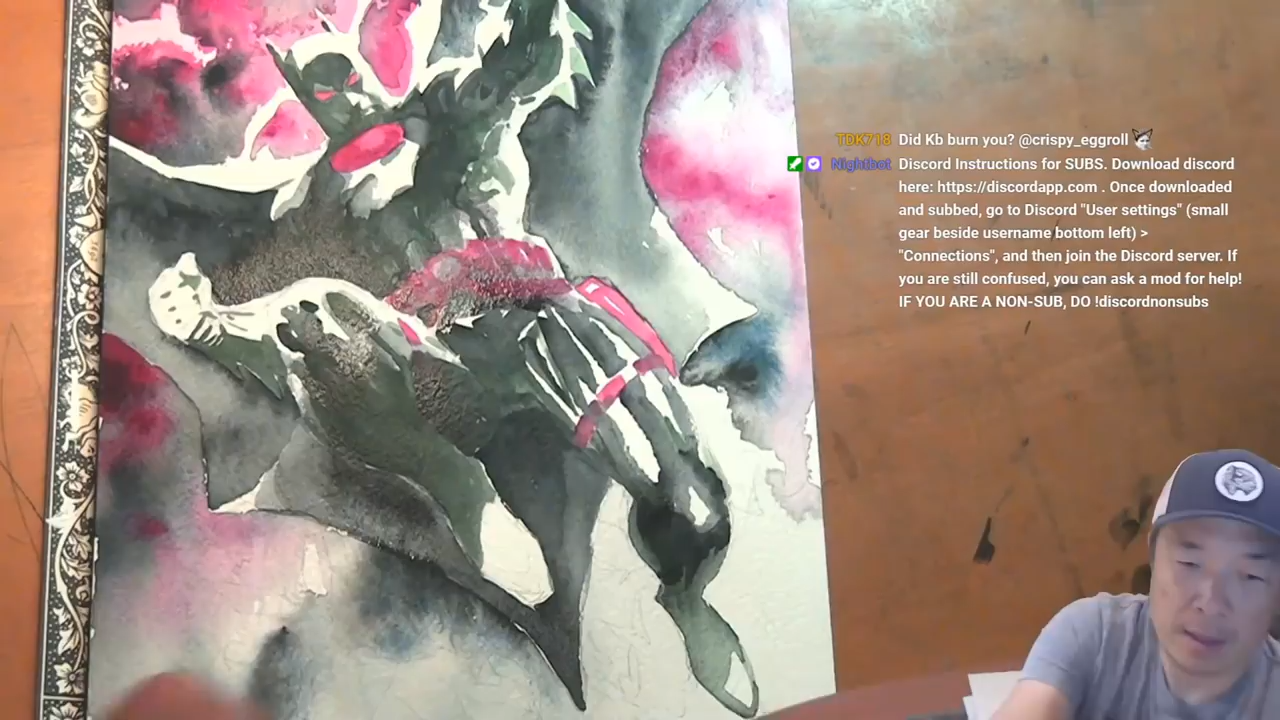 TDK718 Did Kb burn you? @crispy_eggroll
Nightbot Discord Instructions for SUBS. Download discord
here: https://discordapp.com . Once downloaded
and subbed, go to Discord "User settings" (small
gear beside username bottom left) >
"Connections", and then join the Discord server. If
you are still confused, you can ask a mod for help!
IF YOU ARE A NON-SUB, DO !discordnonsubs